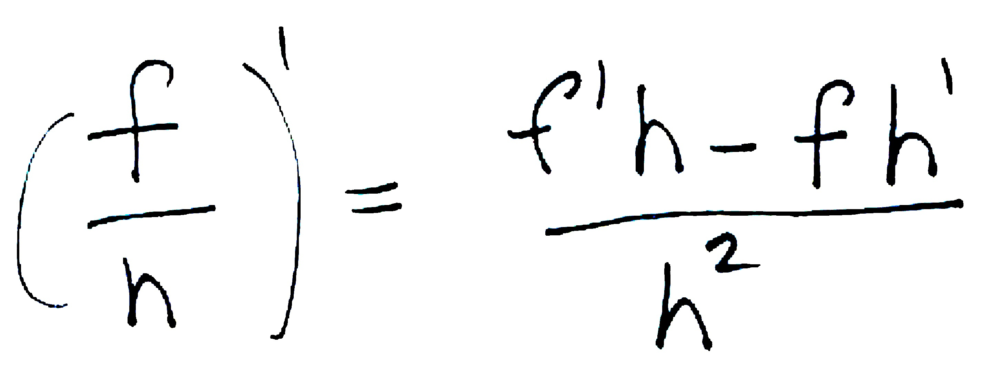 (f/h)' = (f'h - fh')/h²